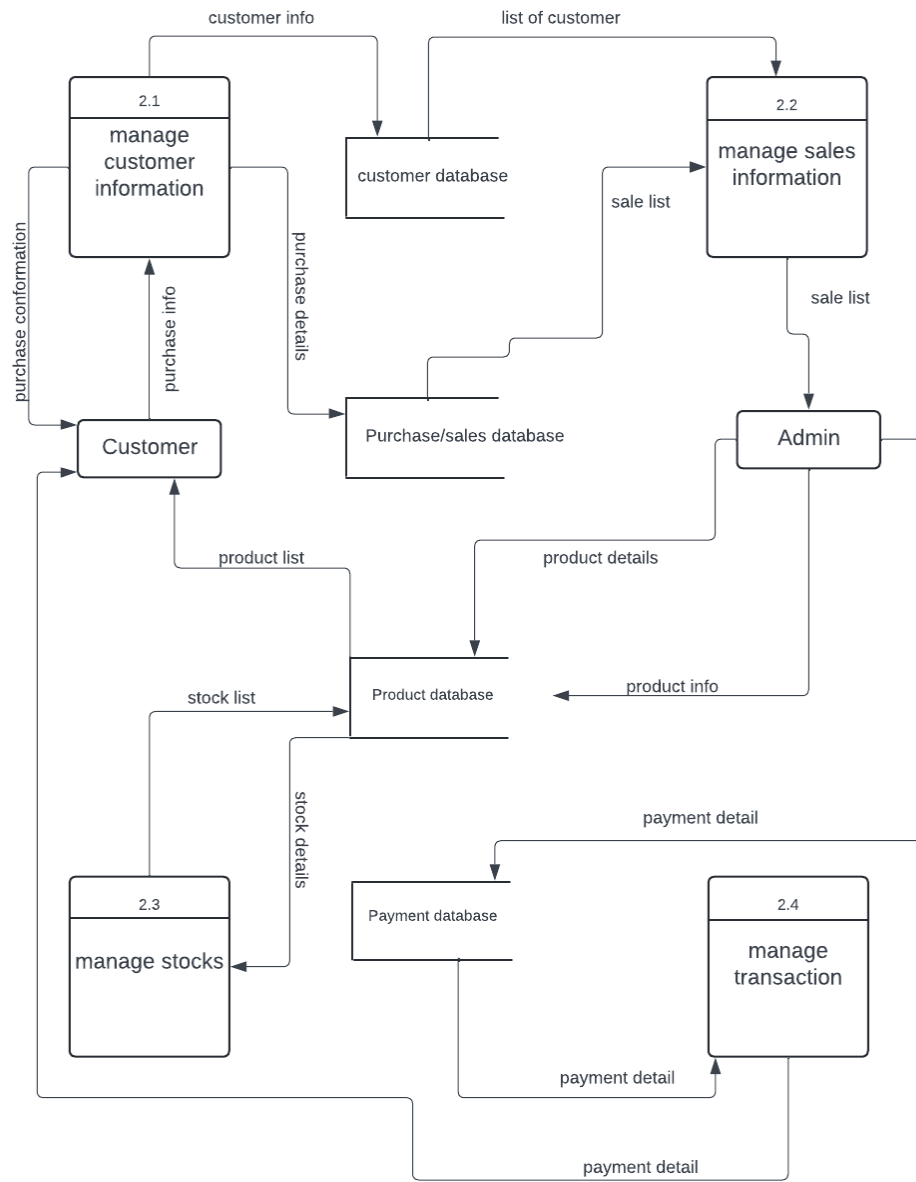 customer info
list of customer
2.1
manage
customer
information
customer database
2.2
manage sales
information
sale list
purchase conformation
purchase info
purchase details
sale list
Customer
Purchase/sales database
Admin
product list
product details
Product database
product info
stock list
stock details
payment detail
2.3
manage stocks
Payment database
2.4
manage
transaction
payment detail
payment detail